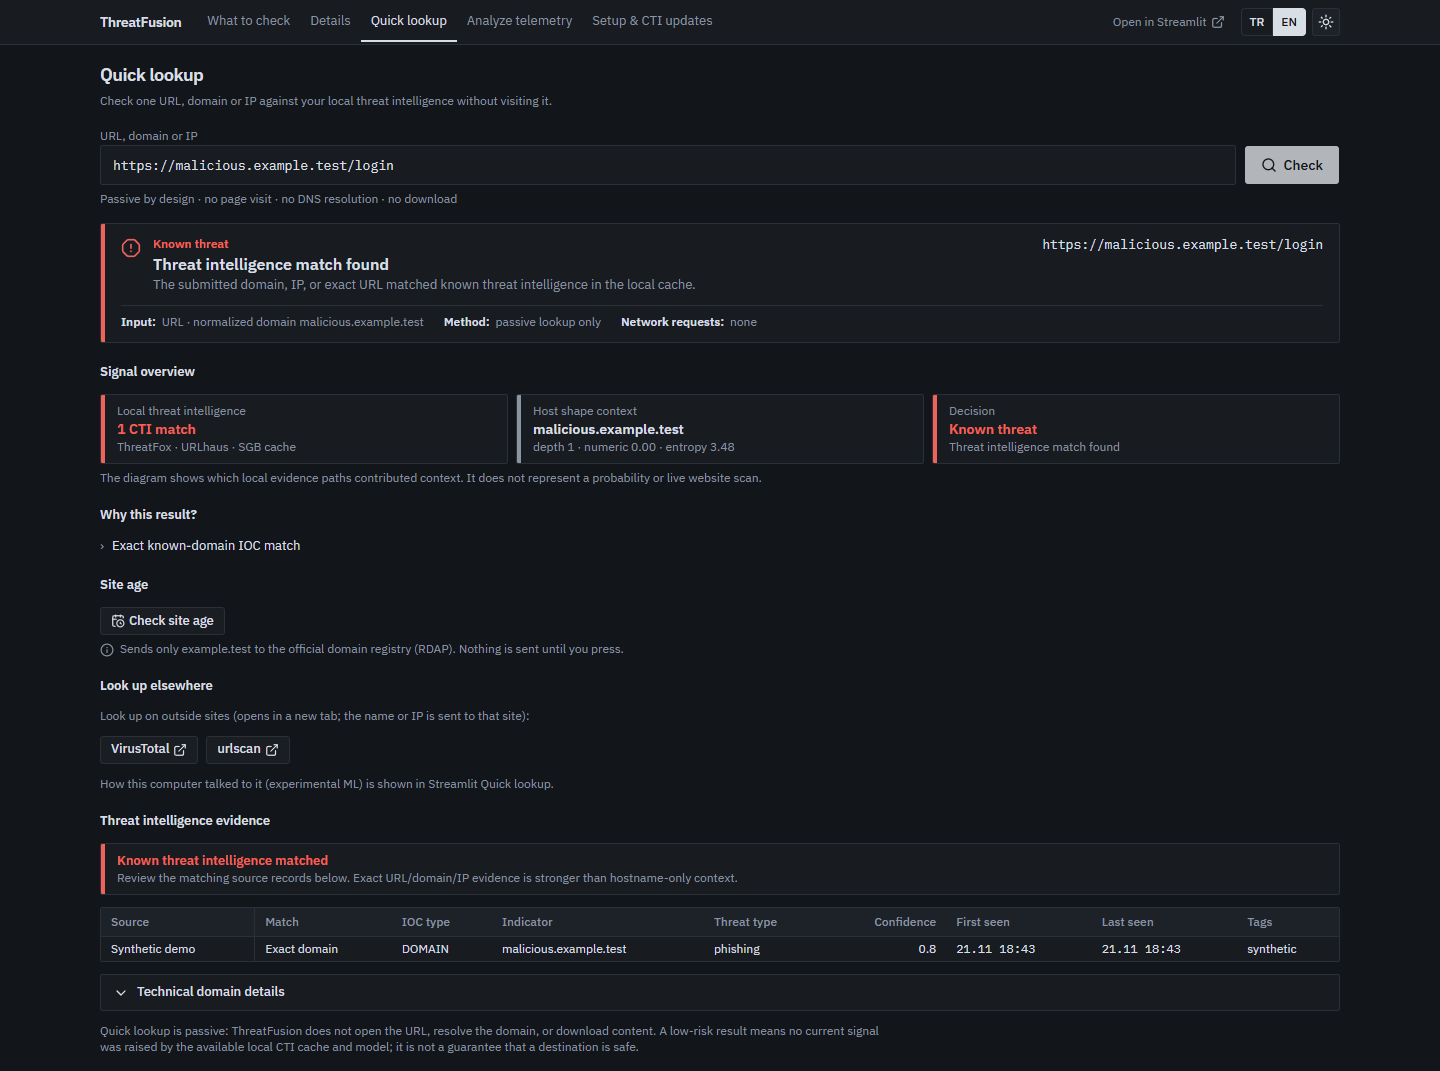 ThreatFusion What to check Details Quick lookup Analyze telemetry Setup & CTI updates Open in Streamlit TR EN
Quick lookup
Check one URL, domain or IP against your local threat intelligence without visiting it.
URL, domain or IP
https://malicious.example.test/login Check
Passive by design · no page visit · no DNS resolution · no download
Known threat https://malicious.example.test/login
Threat intelligence match found
The submitted domain, IP, or exact URL matched known threat intelligence in the local cache.
Input: URL · normalized domain malicious.example.test Method: passive lookup only Network requests: none
Signal overview
Local threat intelligence Host shape context Decision
1 CTI match malicious.example.test Known threat
ThreatFox · URLhaus · SGB cache depth 1 · numeric 0.00 · entropy 3.48 Threat intelligence match found
The diagram shows which local evidence paths contributed context. It does not represent a probability or live website scan.
Why this result?
› Exact known-domain IOC match
Site age
Check site age
Sends only example.test to the official domain registry (RDAP). Nothing is sent until you press.
Look up elsewhere
Look up on outside sites (opens in a new tab; the name or IP is sent to that site):
VirusTotal urlscan
How this computer talked to it (experimental ML) is shown in Streamlit Quick lookup.
Threat intelligence evidence
Known threat intelligence matched
Review the matching source records below. Exact URL/domain/IP evidence is stronger than hostname-only context.
Source Match IOC type Indicator Threat type Confidence First seen Last seen Tags
Synthetic demo Exact domain DOMAIN malicious.example.test phishing 0.8 21.11 18:43 21.11 18:43 synthetic
Technical domain details
Quick lookup is passive: ThreatFusion does not open the URL, resolve the domain, or download content. A low-risk result means no current signal
was raised by the available local CTI cache and model; it is not a guarantee that a destination is safe.